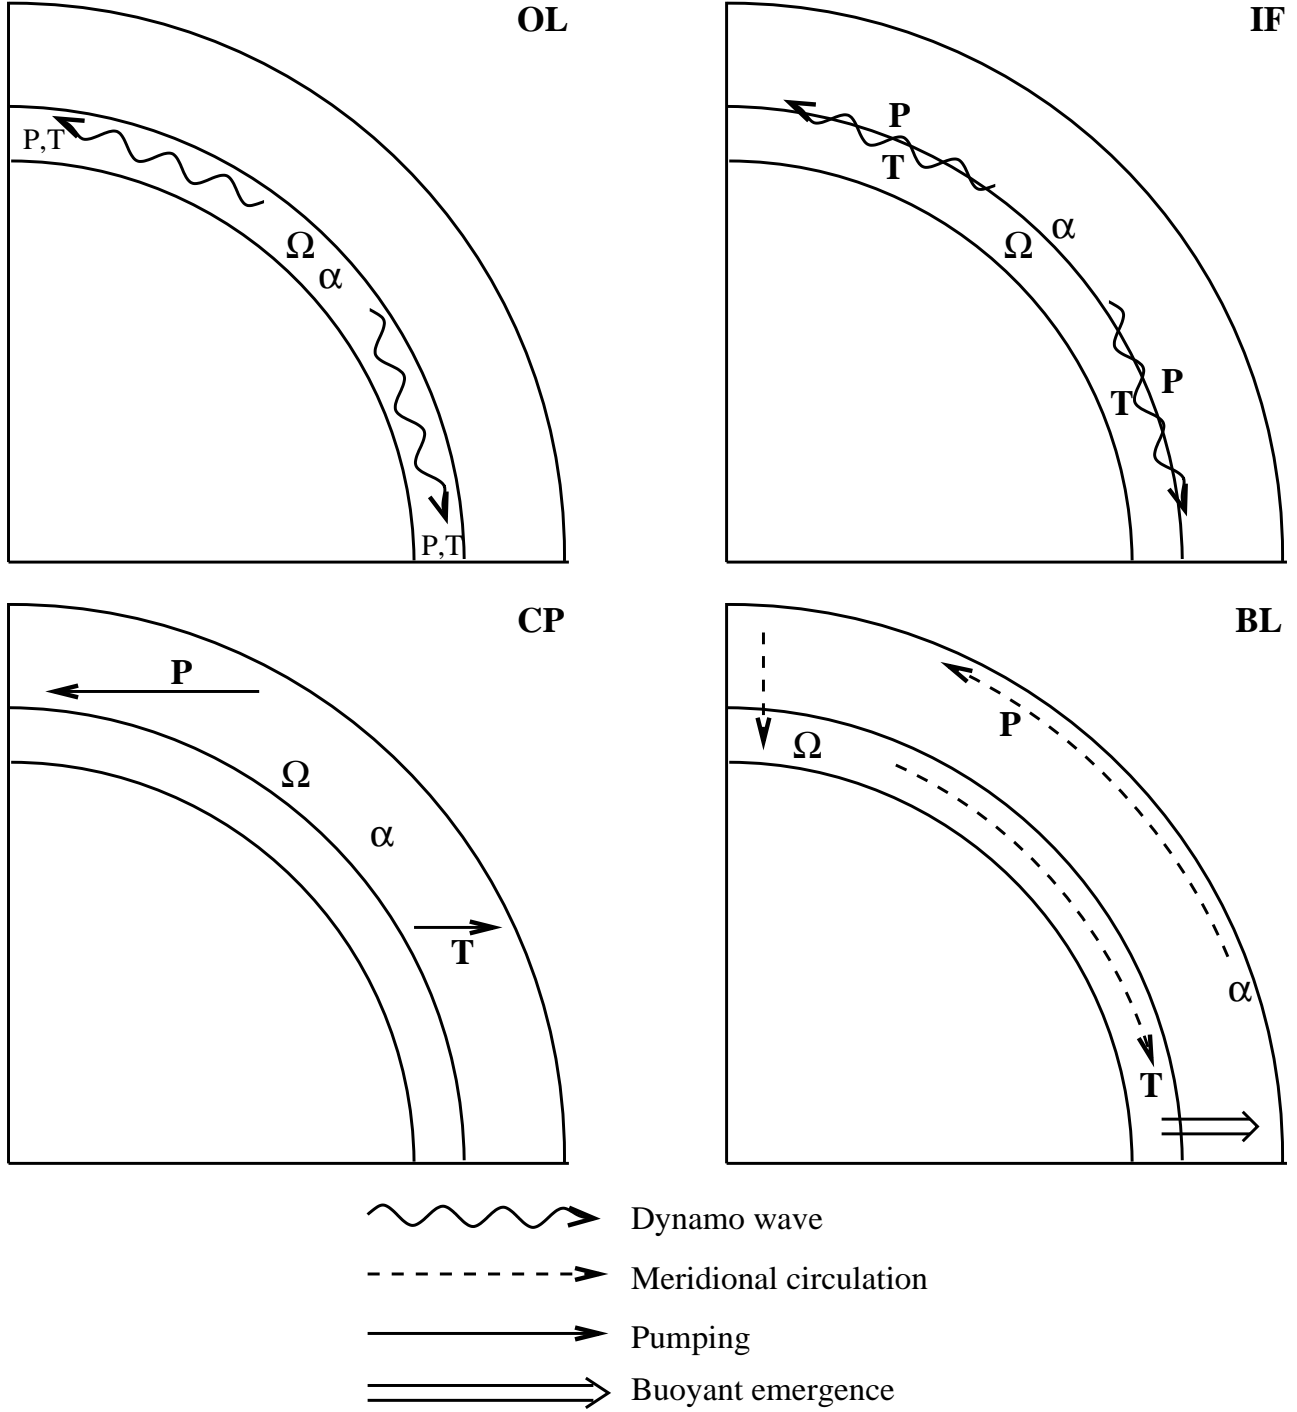 OL
P,T
Ω
α
P,T
IF
P
T
α
Ω
P
T
CP
P
Ω
α
T
BL
P
Ω
α
T
Dynamo wave
Meridional circulation
Pumping
Buoyant emergence